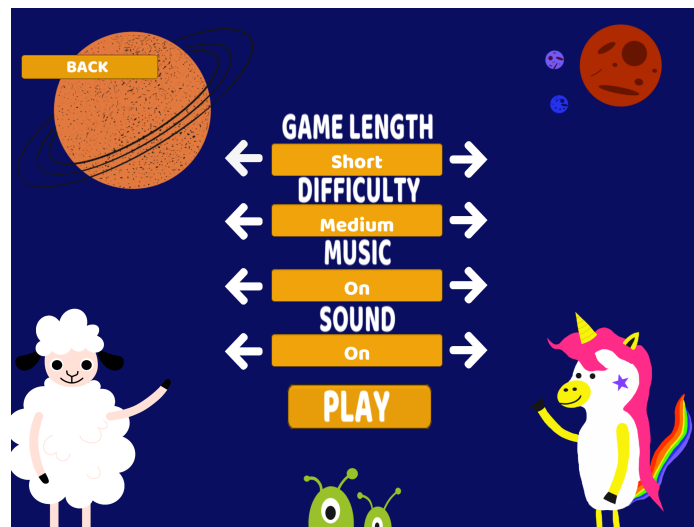 BACK
GAME LENGTH
Short
DIFFICULTY
Medium
MUSIC
On
SOUND
On
PLAY